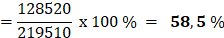 = 128520 / 219510 x 100 % = 58,5 %